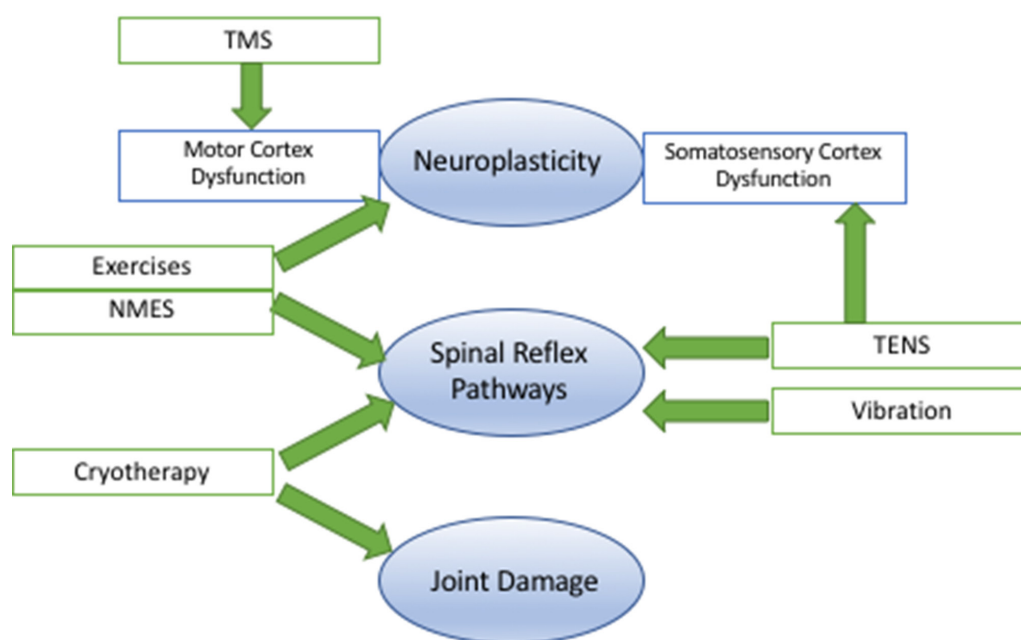 TMS
Motor Cortex
Dysfunction
Neuroplasticity
Somatosensory Cortex
Dysfunction
Exercises
NMES
Spinal Reflex
Pathways
TENS
Vibration
Cryotherapy
Joint Damage